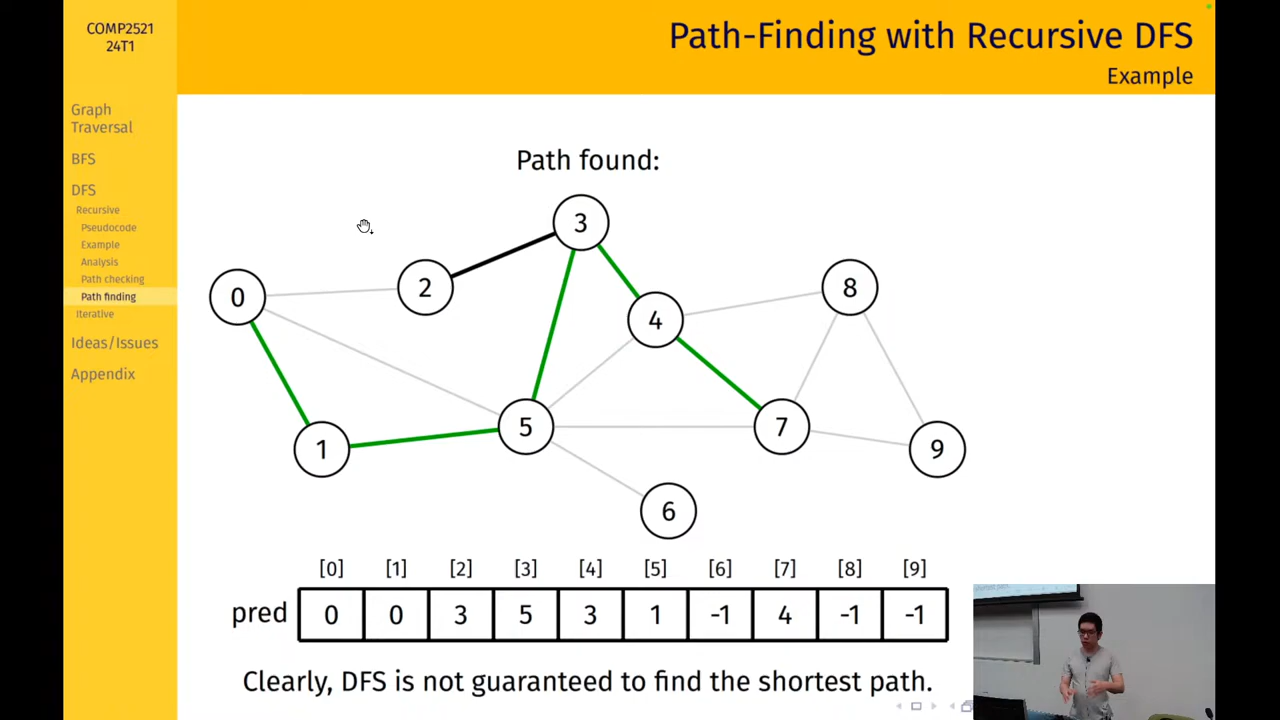 COMP2521
24T1
Path-Finding with Recursive DFS
Example
Graph
Traversal
BFS
DFS
Recursive
Pseudocode
Example
Analysis
Path checking
Path finding
Iterative
Ideas/Issues
Appendix
Path found:
3
2
8
0
4
5
7
1
9
6
[0] [1] [2] [3] [4] [5] [6] [7] [8] [9]
pred 0 0 3 5 3 1 -1 4 -1 -1
Clearly, DFS is not guaranteed to find the shortest path.